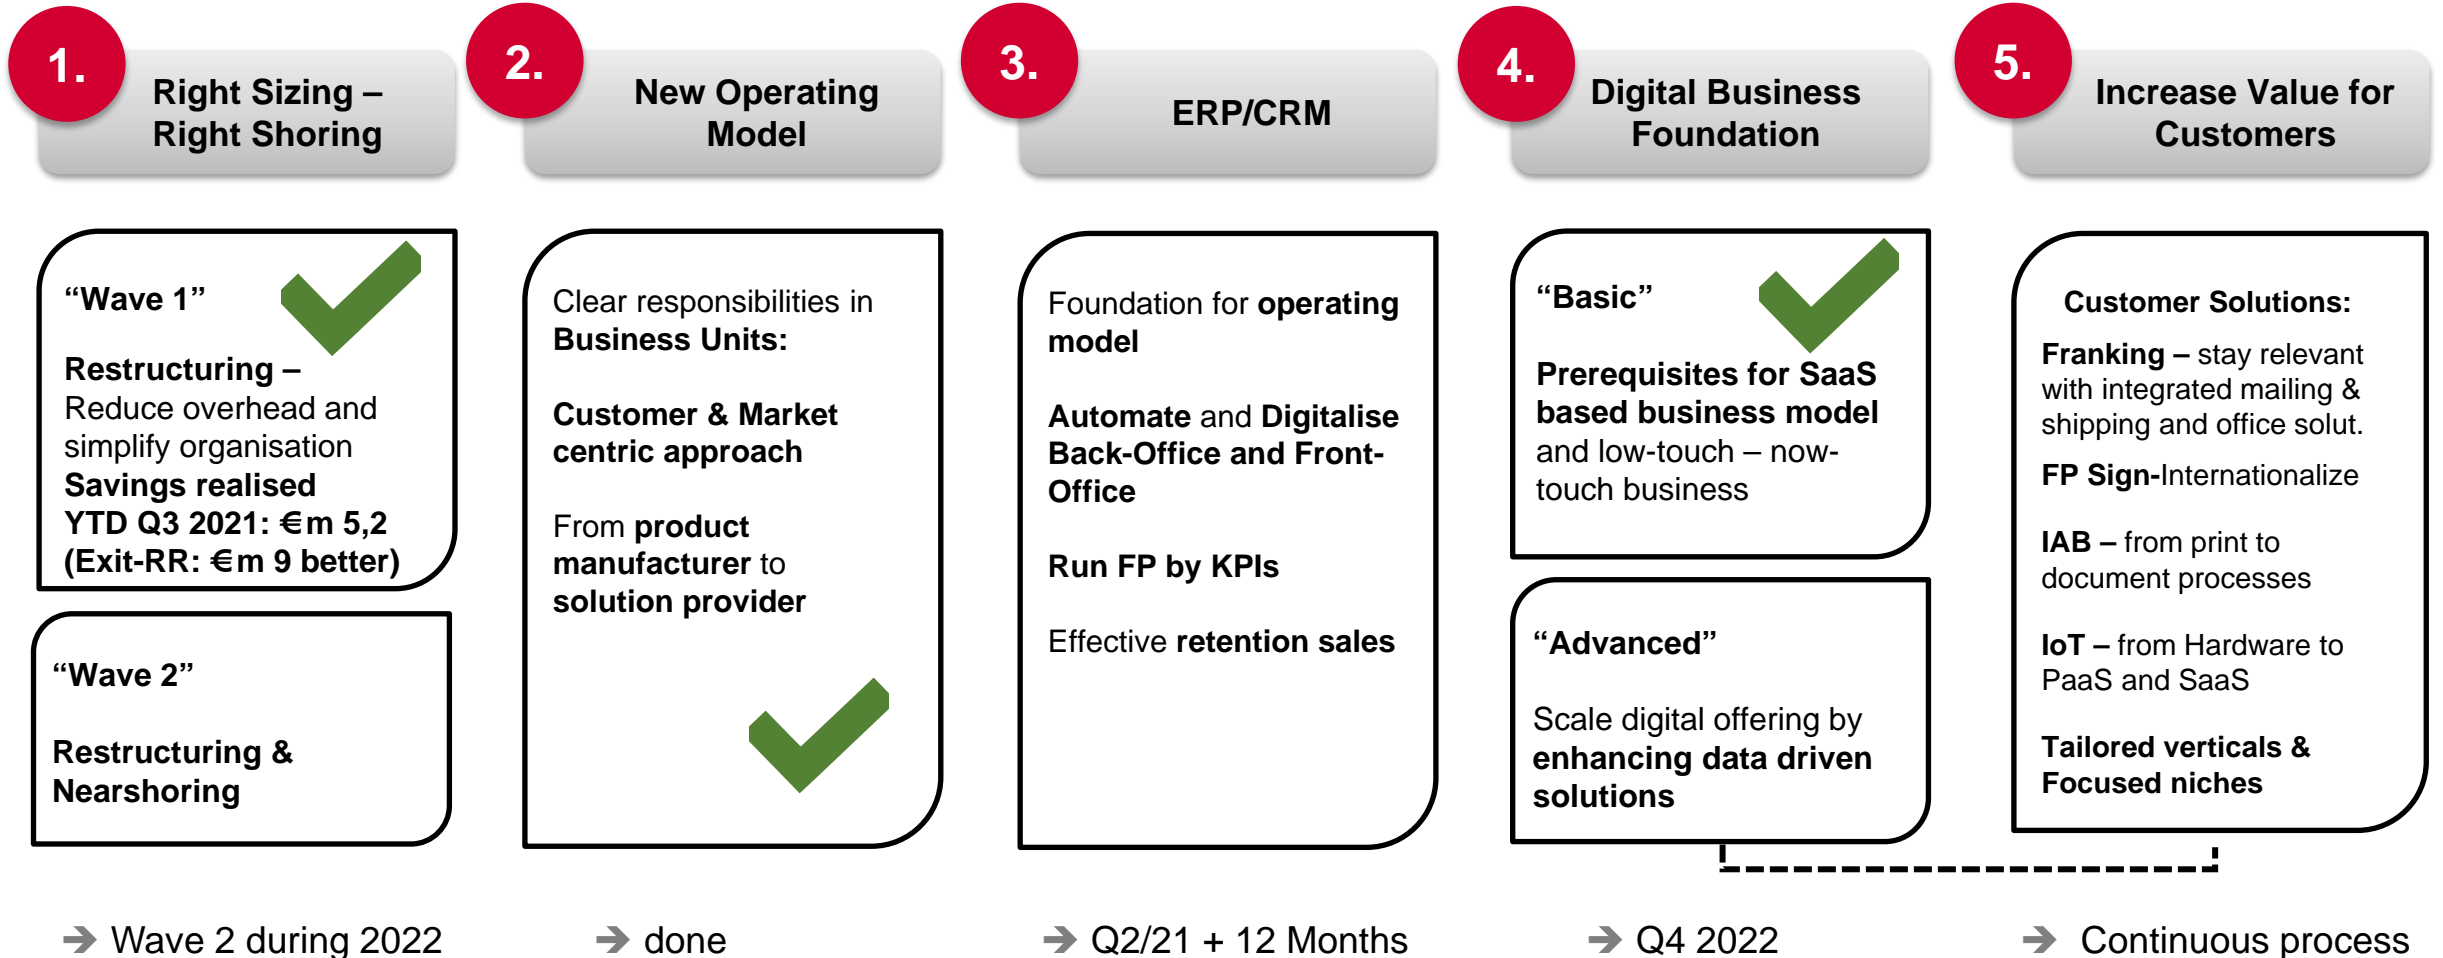 1.
Right Sizing –
Right Shoring
“Wave 1”
Restructuring –
Reduce overhead and
simplify organisation
Savings realised
YTD Q3 2021: €m 5,2
(Exit-RR: €m 9 better)
“Wave 2”
Restructuring &
Nearshoring
➔ Wave 2 during 2022
2.
New Operating
Model
Clear responsibilities in
Business Units:
Customer & Market
centric approach
From product
manufacturer to
solution provider
➔ done
3.
ERP/CRM
Foundation for operating
model
Automate and Digitalise
Back-Office and Front-
Office
Run FP by KPIs
Effective retention sales
➔ Q2/21 + 12 Months
4.
Digital Business
Foundation
“Basic”
Prerequisites for SaaS
based business model
and low-touch – now-
touch business
“Advanced”
Scale digital offering by
enhancing data driven
solutions
➔ Q4 2022
5.
Increase Value for
Customers
Customer Solutions:
Franking – stay relevant
with integrated mailing &
shipping and office solut.
FP Sign-Internationalize
IAB – from print to
document processes
IoT – from Hardware to
PaaS and SaaS
Tailored verticals &
Focused niches
➔ Continuous process